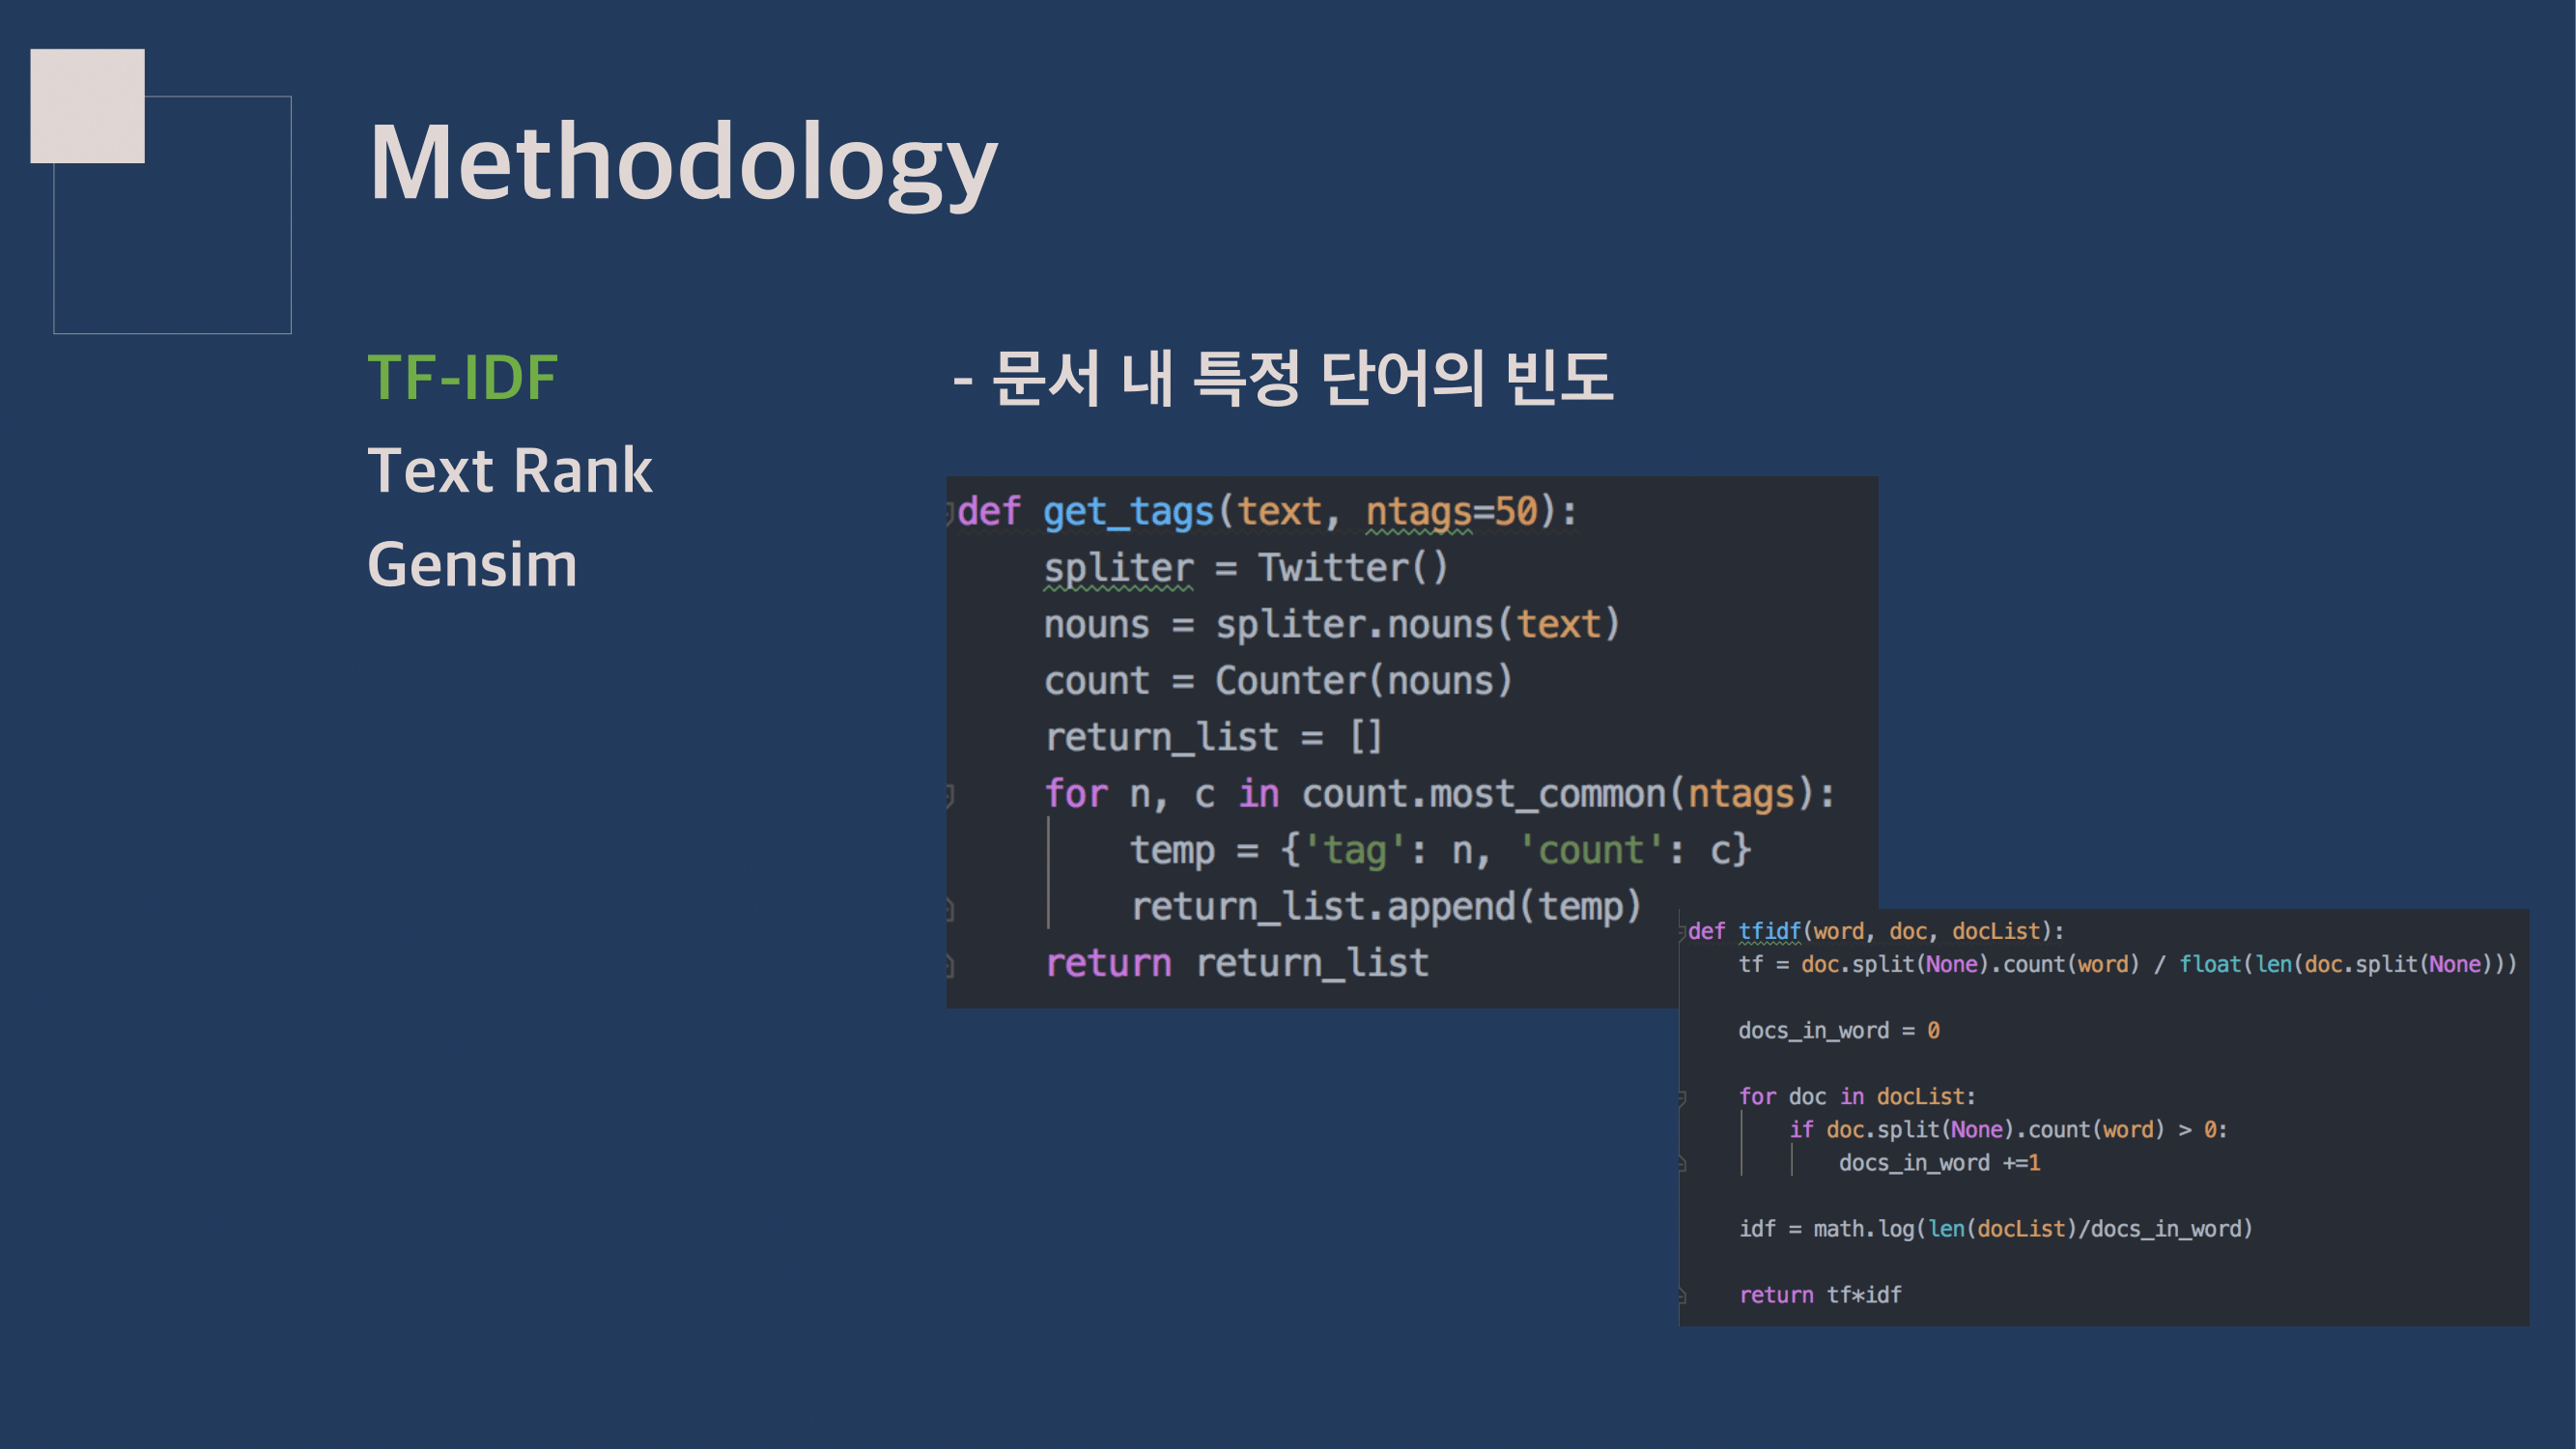 Methodology
TF-IDF
Text Rank
Gensim
- 문서 내 특정 단어의 빈도
def get_tags(text, ntags=50):
    spliter = Twitter()
    nouns = spliter.nouns(text)
    count = Counter(nouns)
    return_list = []
    for n, c in count.most_common(ntags):
        temp = {'tag': n, 'count': c}
        return_list.append(temp)
    return return_list
def tfidf(word, doc, docList):
    tf = doc.split(None).count(word) / float(len(doc.split(None)))
    docs_in_word = 0
    for doc in docList:
        if doc.split(None).count(word) > 0:
            docs_in_word +=1
    idf = math.log(len(docList)/docs_in_word)
    return tf*idf